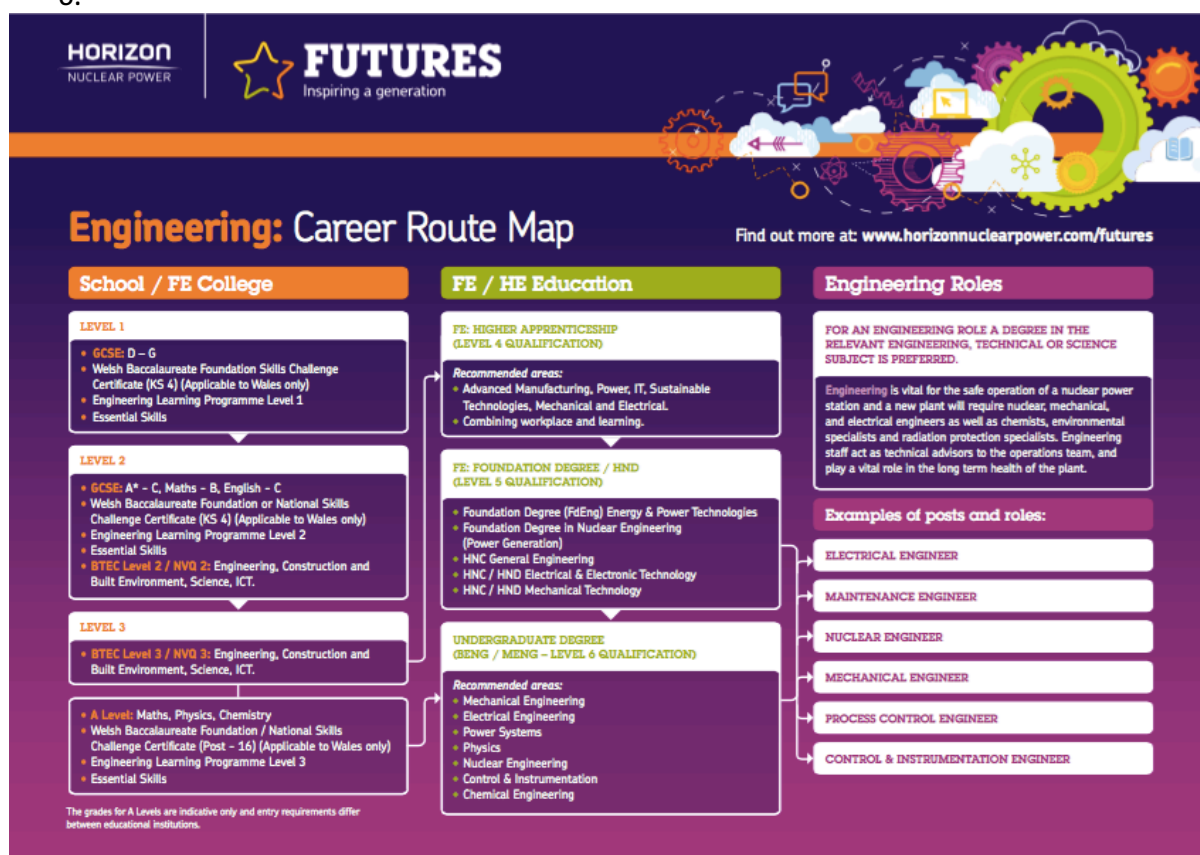 HORIZON
NUCLEAR POWER
FUTURES
Inspiring a generation
Engineering: Career Route Map
Find out more at: www.horizonnuclearpower.com/futures
School / FE College
LEVEL 1
• GCSE: D – G
• Welsh Baccalaureate Foundation Skills Challenge
Certificate (KS 4) (Applicable to Wales only)
• Engineering Learning Programme Level 1
• Essential Skills
LEVEL 2
• GCSE: A* – C, Maths – B, English – C
• Welsh Baccalaureate Foundation or National Skills
Challenge Certificate (KS 4) (Applicable to Wales only)
• Engineering Learning Programme Level 2
• Essential Skills
• BTEC Level 2 / NVQ 2: Engineering, Construction and
Built Environment, Science, ICT.
LEVEL 3
• BTEC Level 3 / NVQ 3: Engineering, Construction and
Built Environment, Science, ICT.
• A Level: Maths, Physics, Chemistry
• Welsh Baccalaureate Foundation / National Skills
Challenge Certificate (Post – 16) (Applicable to Wales only)
• Engineering Learning Programme Level 3
• Essential Skills
The grades for A Levels are indicative only and entry requirements differ
between educational institutions.
FE / HE Education
FE: HIGHER APPRENTICESHIP
(LEVEL 4 QUALIFICATION)
Recommended areas:
• Advanced Manufacturing, Power, IT, Sustainable
Technologies, Mechanical and Electrical.
• Combining workplace and learning.
FE: FOUNDATION DEGREE / HND
(LEVEL 5 QUALIFICATION)
• Foundation Degree (FdEng) Energy & Power Technologies
• Foundation Degree in Nuclear Engineering
(Power Generation)
• HNC General Engineering
• HNC / HND Electrical & Electronic Technology
• HNC / HND Mechanical Technology
UNDERGRADUATE DEGREE
(BENG / MENG – LEVEL 6 QUALIFICATION)
Recommended areas:
• Mechanical Engineering
• Electrical Engineering
• Power Systems
• Physics
• Nuclear Engineering
• Control & Instrumentation
• Chemical Engineering
Engineering Roles
FOR AN ENGINEERING ROLE A DEGREE IN THE
RELEVANT ENGINEERING, TECHNICAL OR SCIENCE
SUBJECT IS PREFERRED.
Engineering is vital for the safe operation of a nuclear power
station and a new plant will require nuclear, mechanical,
and electrical engineers as well as chemists, environmental
specialists and radiation protection specialists. Engineering
staff act as technical advisors to the operations team, and
play a vital role in the long term health of the plant.
Examples of posts and roles:
ELECTRICAL ENGINEER
MAINTENANCE ENGINEER
NUCLEAR ENGINEER
MECHANICAL ENGINEER
PROCESS CONTROL ENGINEER
CONTROL & INSTRUMENTATION ENGINEER